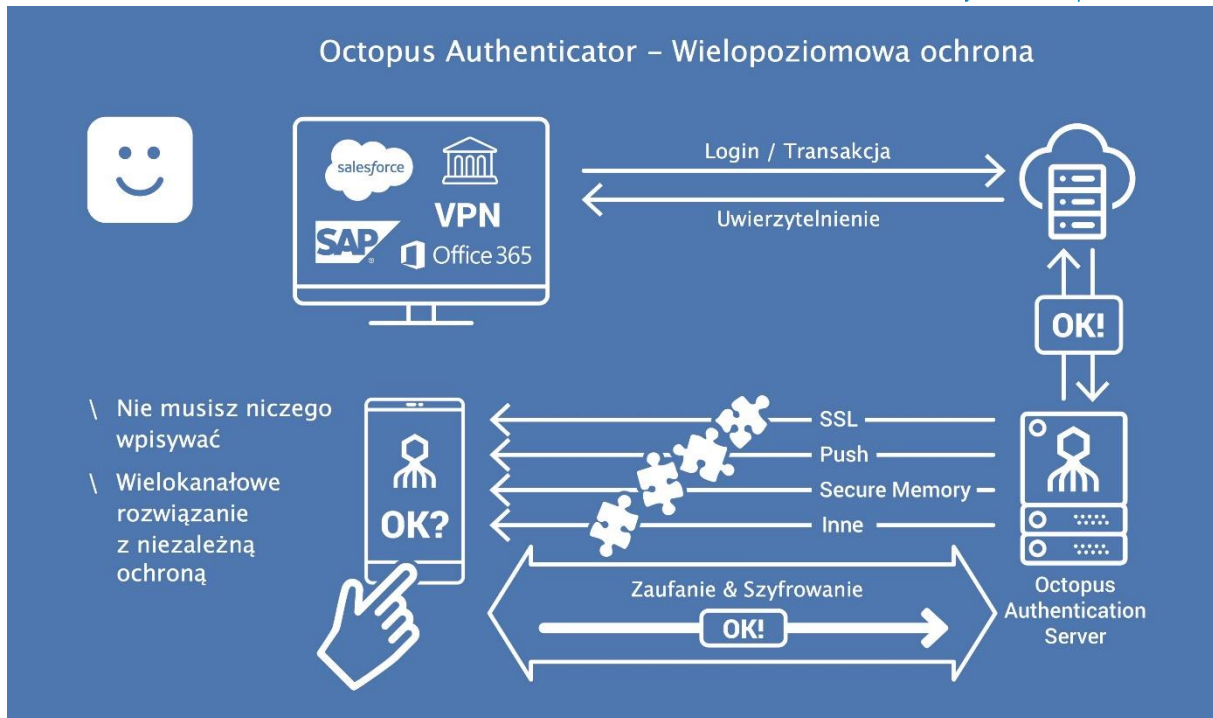 Octopus Authenticator – Wielopoziomowa ochrona
salesforce
VPN
SAP
Office 365
Login / Transakcja
Uwierzytelnienie
OK!
\ Nie musisz niczego
wpisywać
\ Wielokanałowe
rozwiązanie
z niezależną
ochroną
OK?
SSL
Push
Secure Memory
Inne
Zaufanie & Szyfrowanie
OK!
Octopus
Authentication
Server